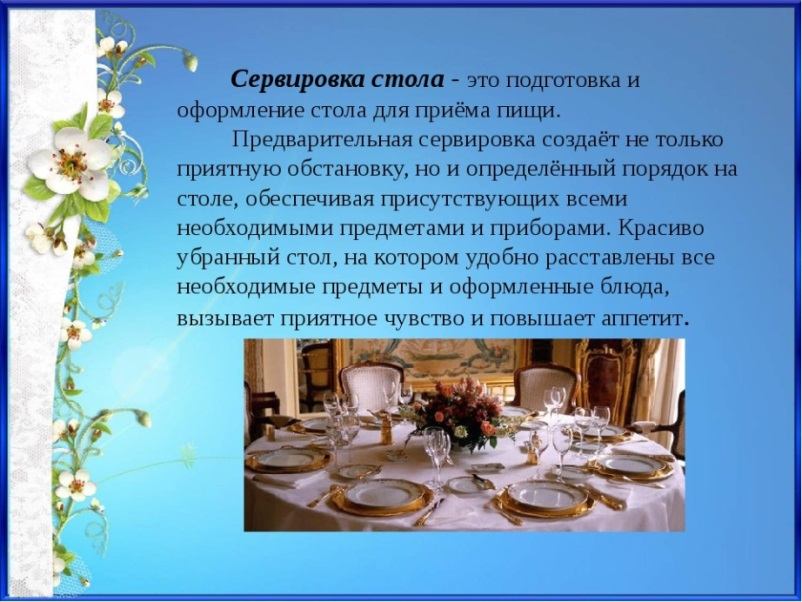 Сервировка стола - это подготовка и
оформление стола для приёма пищи.
Предварительная сервировка создаёт не только
приятную обстановку, но и определённый порядок на
столе, обеспечивая присутствующих всеми
необходимыми предметами и приборами. Красиво
убранный стол, на котором удобно расставлены все
необходимые предметы и оформленные блюда,
вызывает приятное чувство и повышает аппетит.